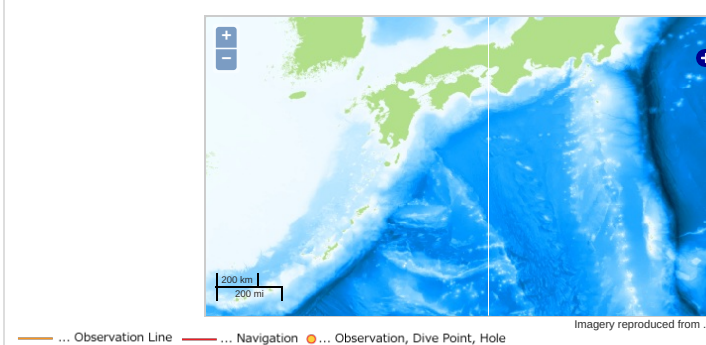 +
−
200 km
200 mi
Imagery reproduced from .
... Observation Line ... Navigation ... Observation, Dive Point, Hole